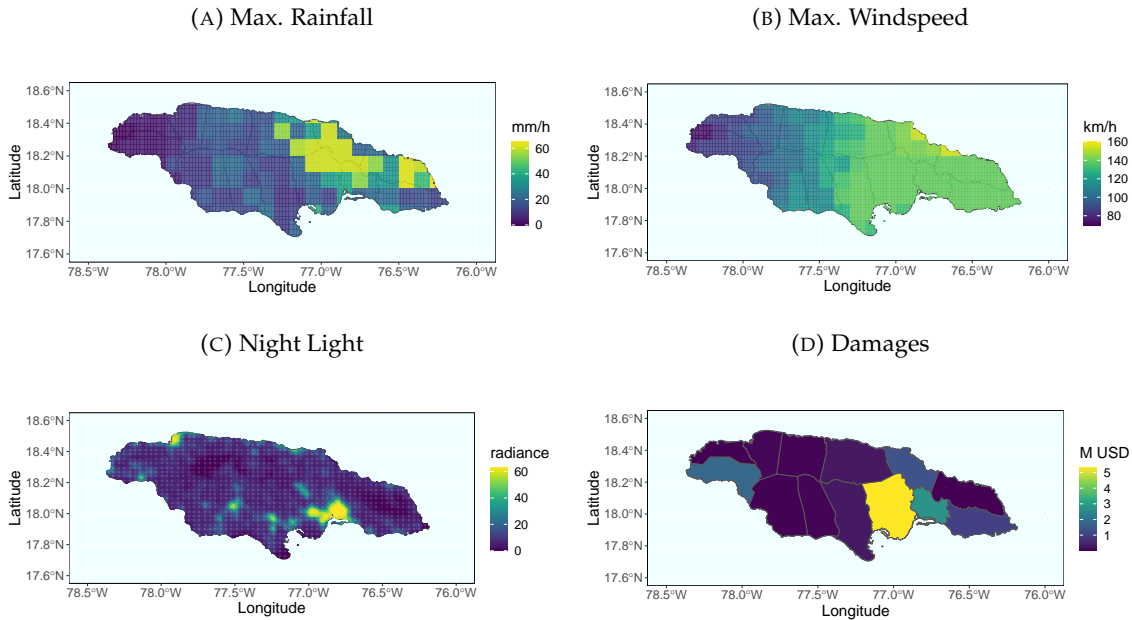 (A) Max. Rainfall
18.6°N
18.4°N
18.2°N
18.0°N
17.8°N
17.6°N
Latitude
78.5°W 78.0°W 77.5°W 77.0°W 76.5°W 76.0°W
Longitude
mm/h
60
40
20
0
(B) Max. Windspeed
18.6°N
18.4°N
18.2°N
18.0°N
17.8°N
17.6°N
Latitude
78.5°W 78.0°W 77.5°W 77.0°W 76.5°W 76.0°W
Longitude
km/h
160
140
120
100
80
(C) Night Light
18.6°N
18.4°N
18.2°N
18.0°N
17.8°N
17.6°N
Latitude
78.5°W 78.0°W 77.5°W 77.0°W 76.5°W 76.0°W
Longitude
radiance
60
40
20
0
(D) Damages
18.6°N
18.4°N
18.2°N
18.0°N
17.8°N
17.6°N
Latitude
78.5°W 78.0°W 77.5°W 77.0°W 76.5°W 76.0°W
Longitude
M USD
5
4
3
2
1